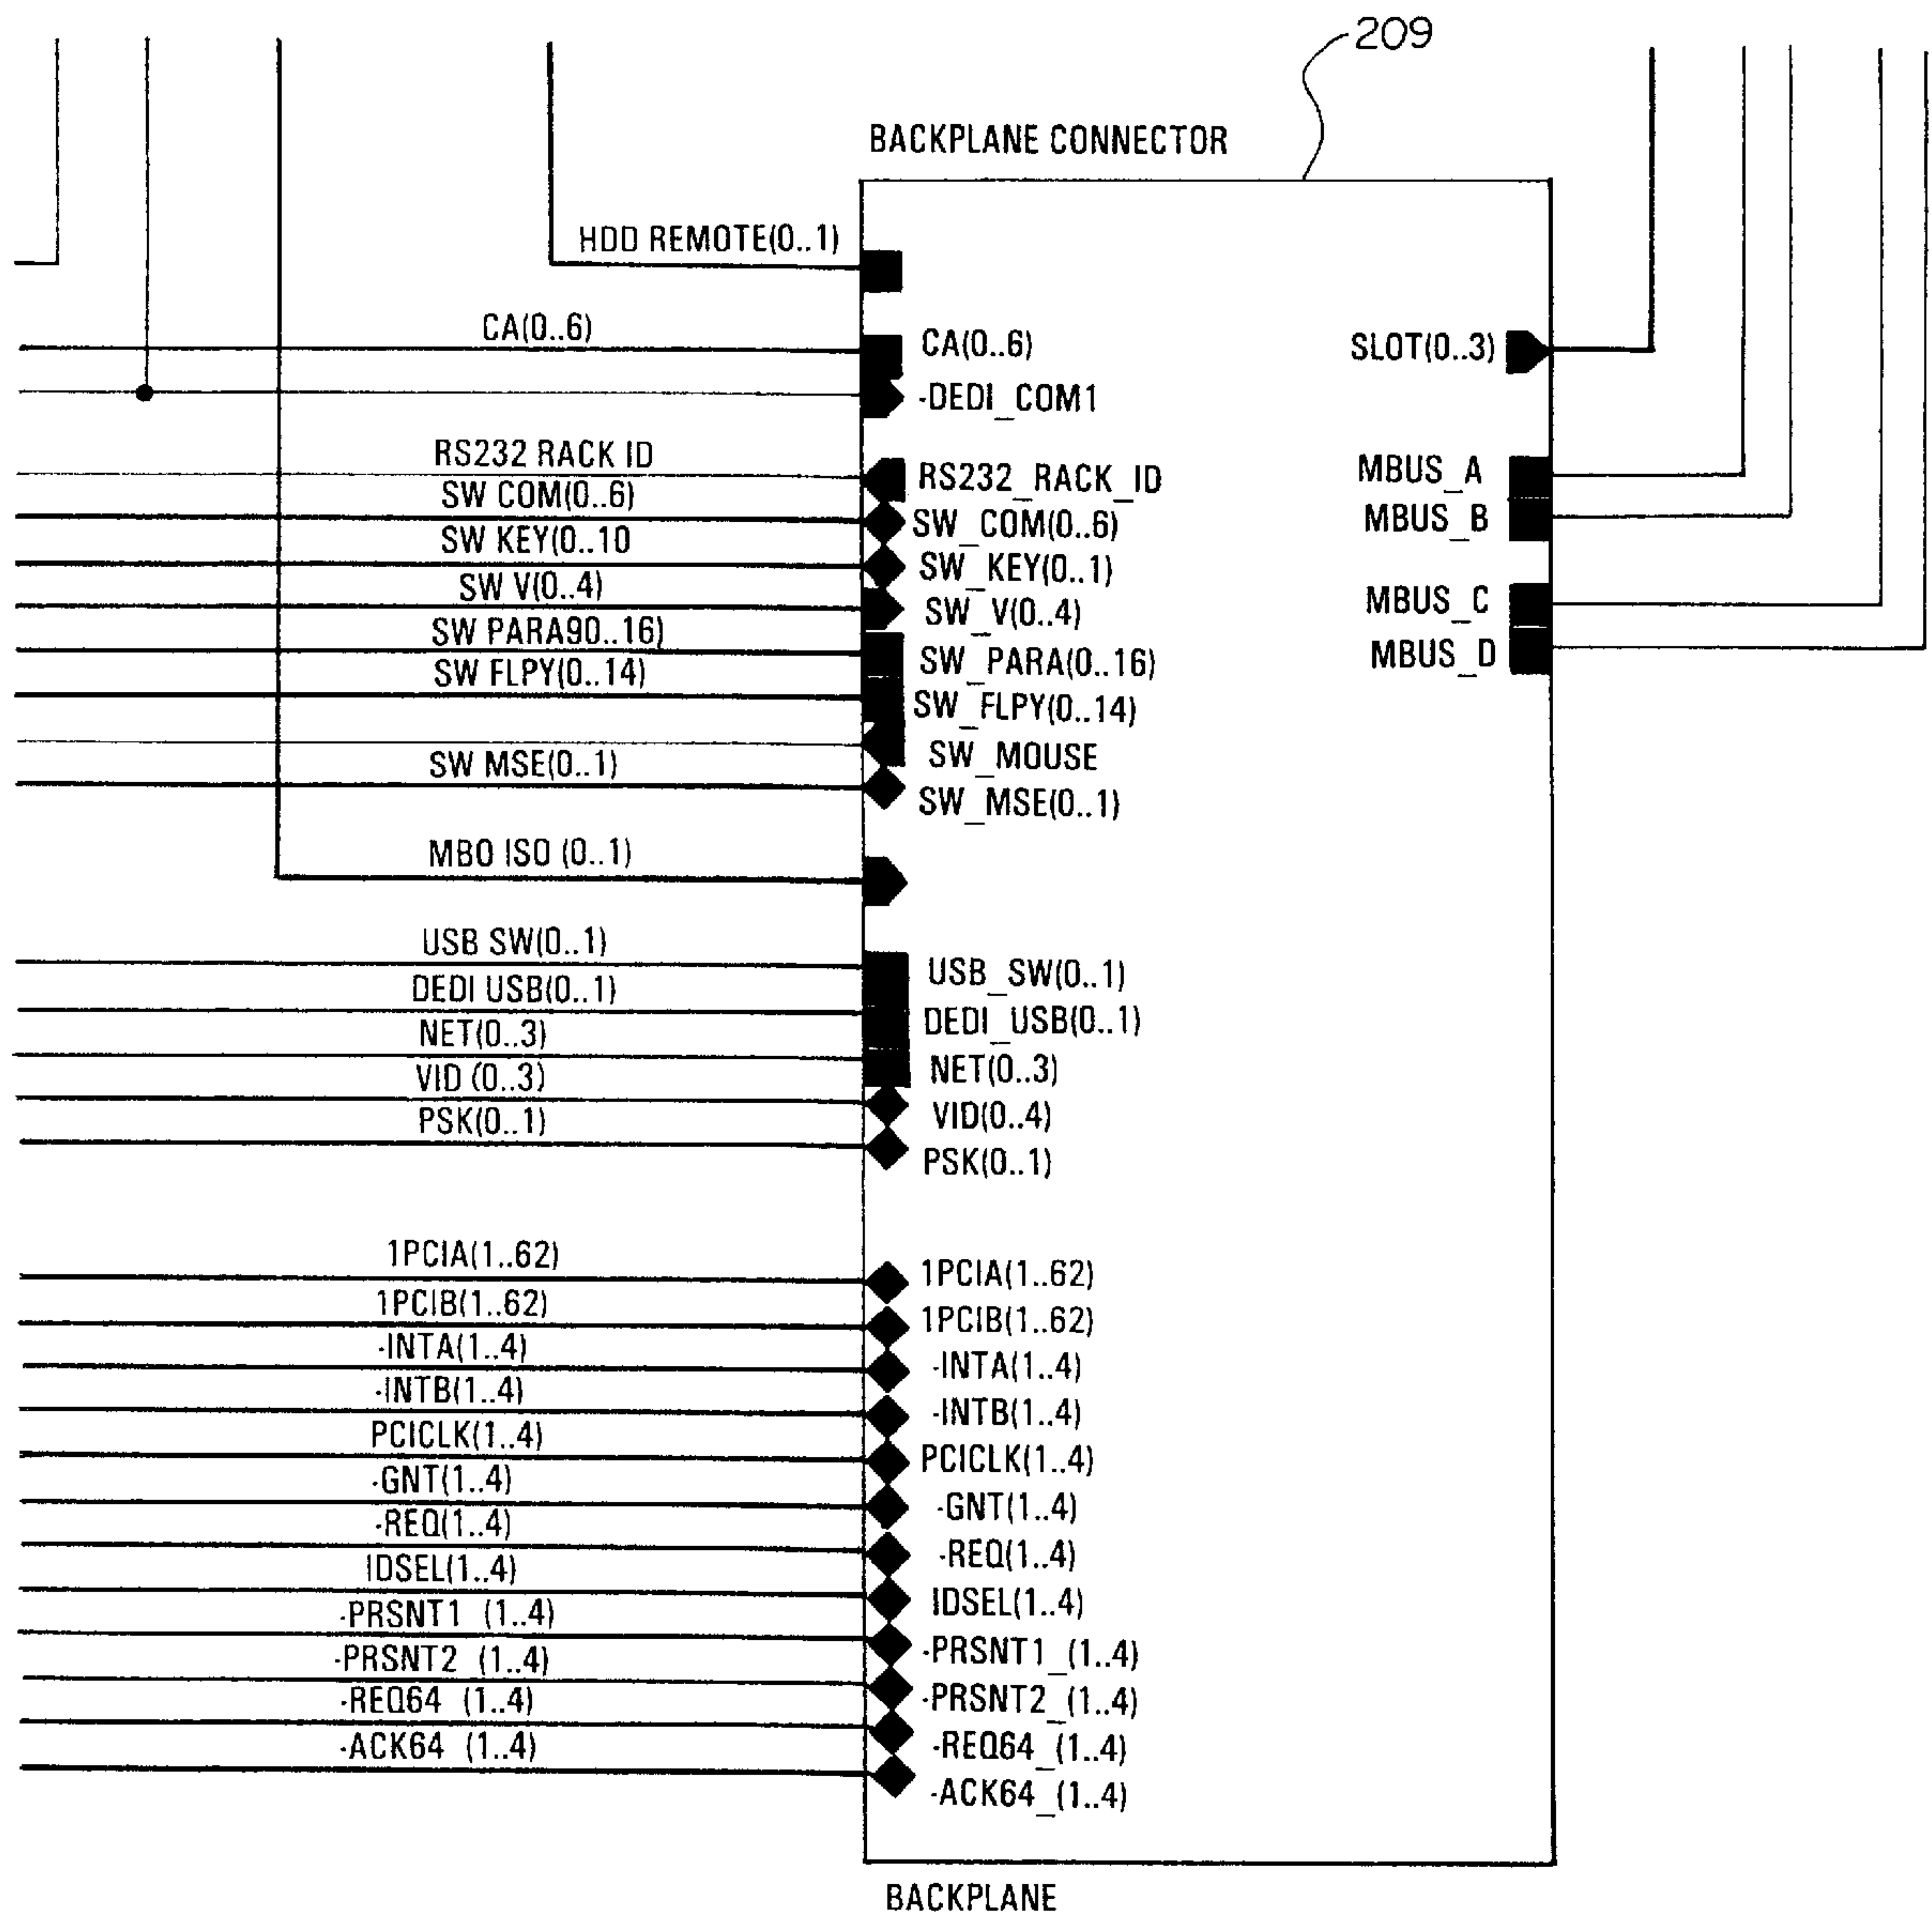 209
BACKPLANE CONNECTOR
HDD REMOTE(0..1)
CA(0..6)
CA(0..6)
SLOT(0..3)
-DEDI_COM1
RS232 RACK ID
RS232_RACK_ID
MBUS_A
SW COM(0..6)
SW_COM(0..6)
MBUS_B
SW KEY(0..10
SW_KEY(0..1)
SW V(0..4)
SW_V(0..4)
MBUS_C
SW PARA90..16)
SW_PARA(0..16)
MBUS_D
SW FLPY(0..14)
SW_FLPY(0..14)
SW_MOUSE
SW MSE(0..1)
SW_MSE(0..1)
MBO ISO (0..1)
USB SW(0..1)
USB_SW(0..1)
DEDI USB(0..1)
DEDI_USB(0..1)
NET(0..3)
NET(0..3)
VID (0..3)
VID(0..4)
PSK(0..1)
PSK(0..1)
1PCIA(1..62)
1PCIA(1..62)
1PCIB(1..62)
1PCIB(1..62)
-INTA(1..4)
-INTA(1..4)
-INTB(1..4)
-INTB(1..4)
PCICLK(1..4)
PCICLK(1..4)
-GNT(1..4)
-GNT(1..4)
-REQ(1..4)
-REQ(1..4)
IDSEL(1..4)
IDSEL(1..4)
-PRSNT1 (1..4)
-PRSNT1_(1..4)
-PRSNT2 (1..4)
-PRSNT2_(1..4)
-REQ64 (1..4)
-REQ64_(1..4)
-ACK64 (1..4)
-ACK64_(1..4)
BACKPLANE